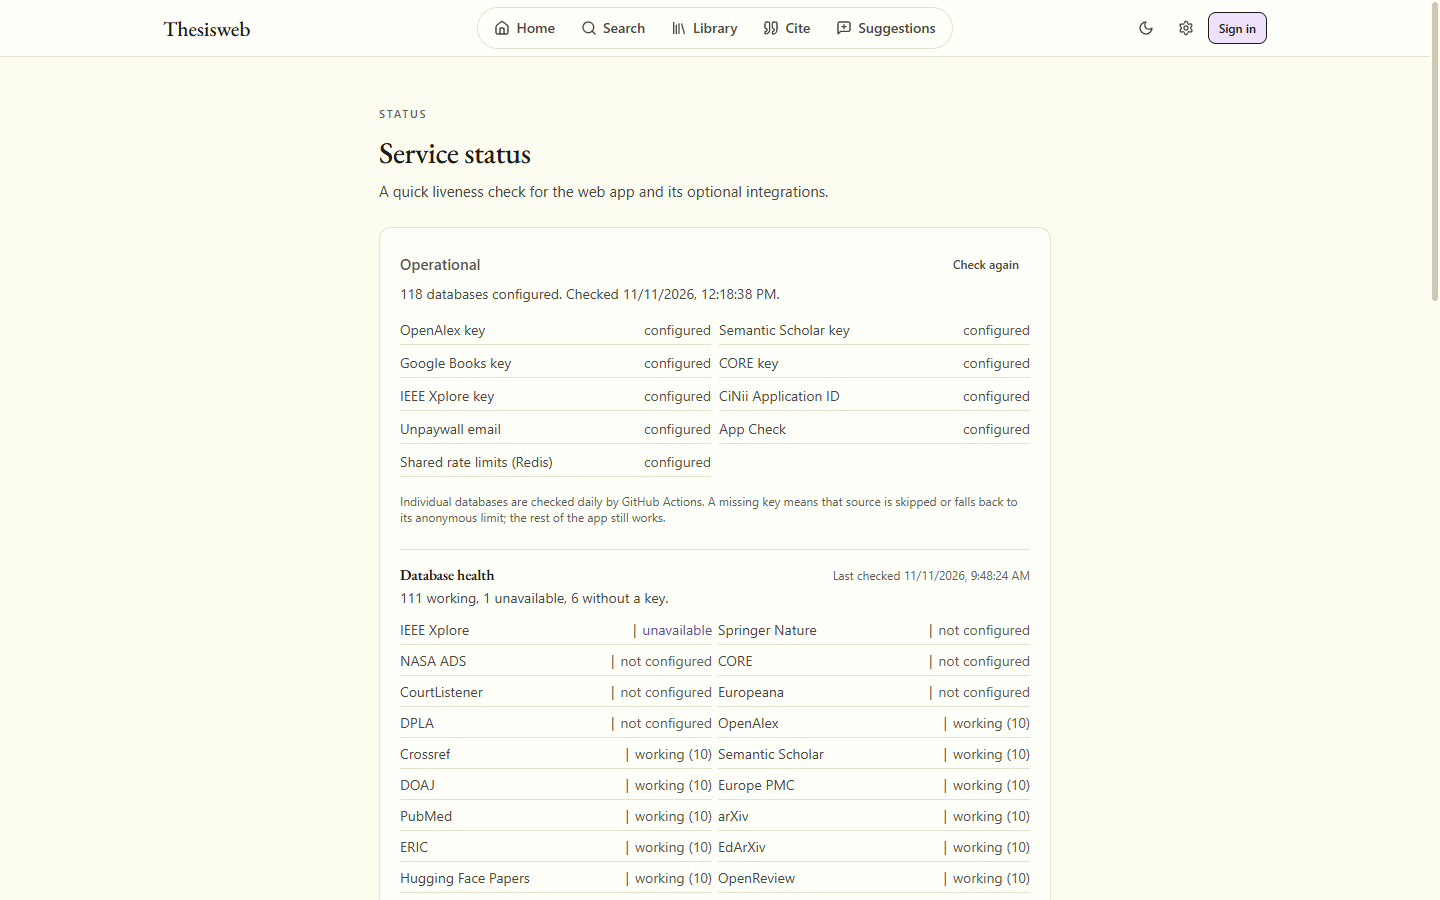 Thesisweb
Home
Search
Library
Cite
Suggestions
Sign in
STATUS
Service status
A quick liveness check for the web app and its optional integrations.
Operational
Check again
118 databases configured. Checked 11/11/2026, 12:18:38 PM.
OpenAlex key configured
Semantic Scholar key configured
Google Books key configured
CORE key configured
IEEE Xplore key configured
CiNii Application ID configured
Unpaywall email configured
App Check configured
Shared rate limits (Redis) configured
Individual databases are checked daily by GitHub Actions. A missing key means that source is skipped or falls back to
its anonymous limit; the rest of the app still works.
Database health
Last checked 11/11/2026, 9:48:24 AM
111 working, 1 unavailable, 6 without a key.
IEEE Xplore | unavailable
Springer Nature | not configured
NASA ADS | not configured
CORE | not configured
CourtListener | not configured
Europeana | not configured
DPLA | not configured
OpenAlex | working (10)
Crossref | working (10)
Semantic Scholar | working (10)
DOAJ | working (10)
Europe PMC | working (10)
PubMed | working (10)
arXiv | working (10)
ERIC | working (10)
EdArXiv | working (10)
Hugging Face Papers | working (10)
OpenReview | working (10)